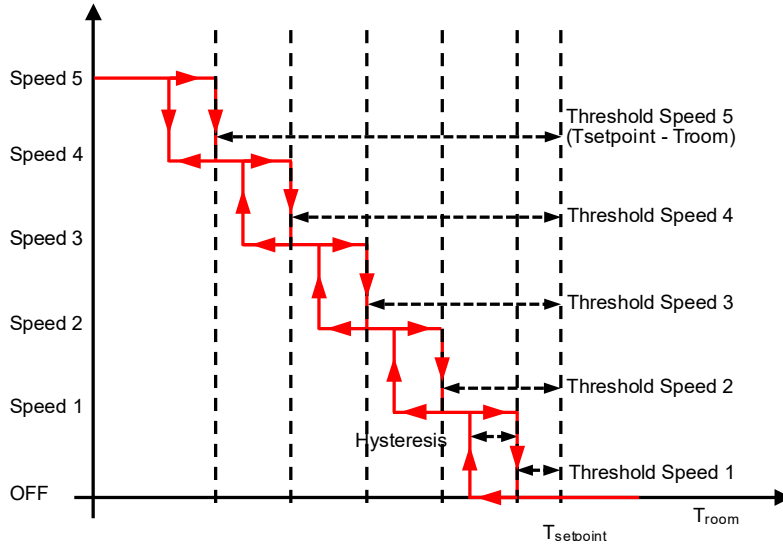 Speed 5
Threshold Speed 5
(Tsetpoint - Troom)
Speed 4
Threshold Speed 4
Speed 3
Threshold Speed 3
Speed 2
Threshold Speed 2
Speed 1
Hysteresis
Threshold Speed 1
OFF
Troom
Tsetpoint